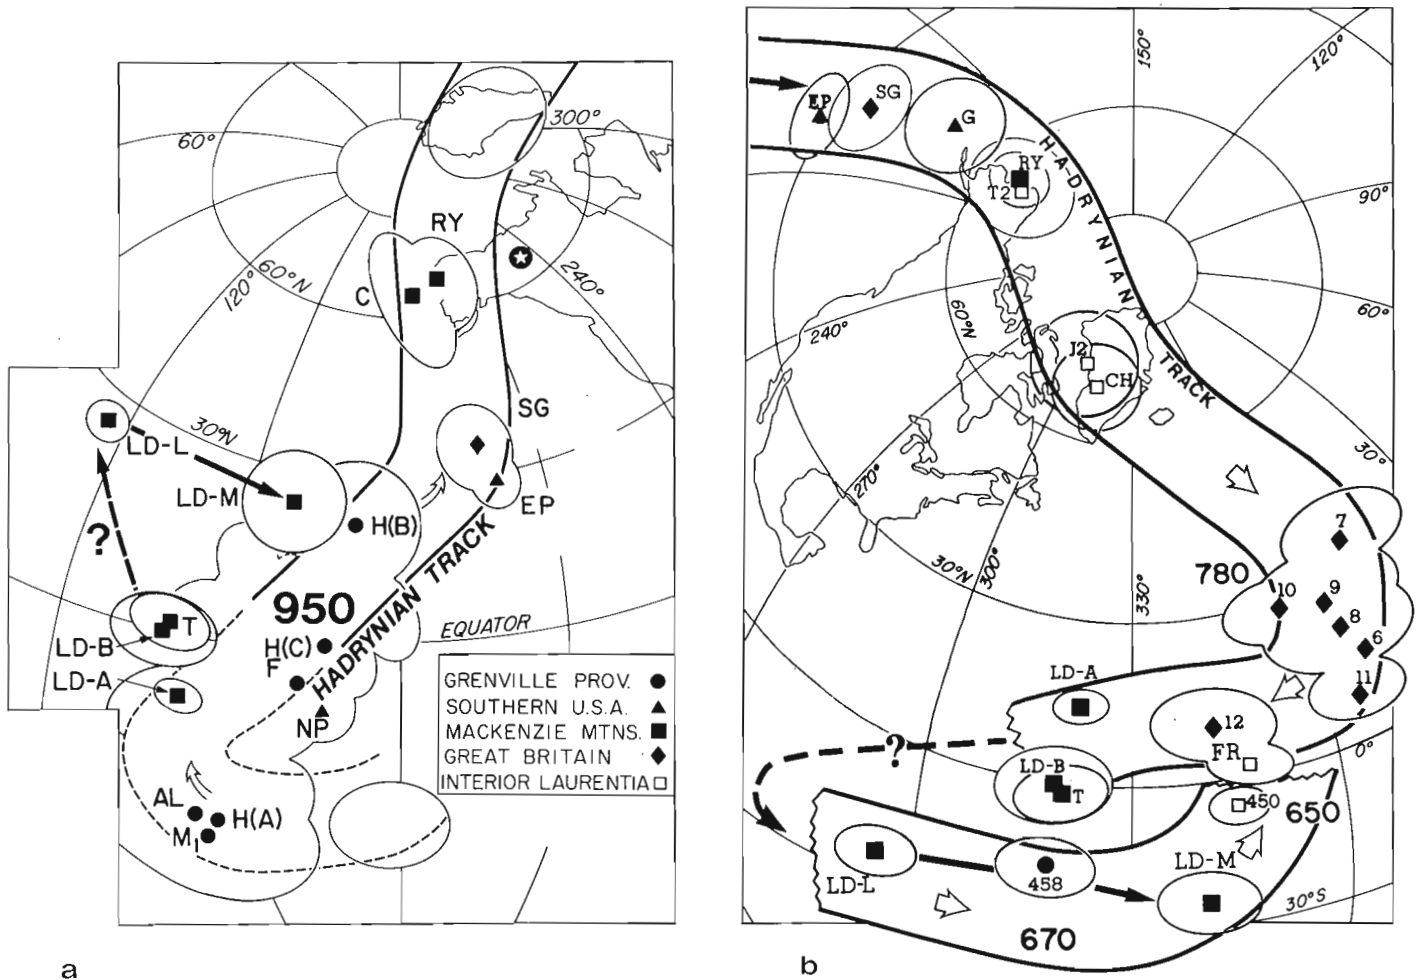 300°
60°
RY
C
240°
60°N
120°
SG
30°N
LD-L
LD-M
EP
H(B)
?
950
HADRYNIAN TRACK
T
LD-B
EQUATOR
H(C)
F
LD-A
NP
GRENVILLE PROV.
SOUTHERN U.S.A.
MACKENZIE MTNS.
GREAT BRITAIN
INTERIOR LAURENTIA
AL
H(A)
M
a
150°
120°
EP
SG
G
RY
T2
HADRYNIAN TRACK
90°
60°
240°
60°N
J2
CH
30°
270°
7
30°N
300°
330°
780
10
9
8
6
11
LD-A
12
0°
FR
?
LD-B
T
450
650
LD-L
458
LD-M
30°S
670
b